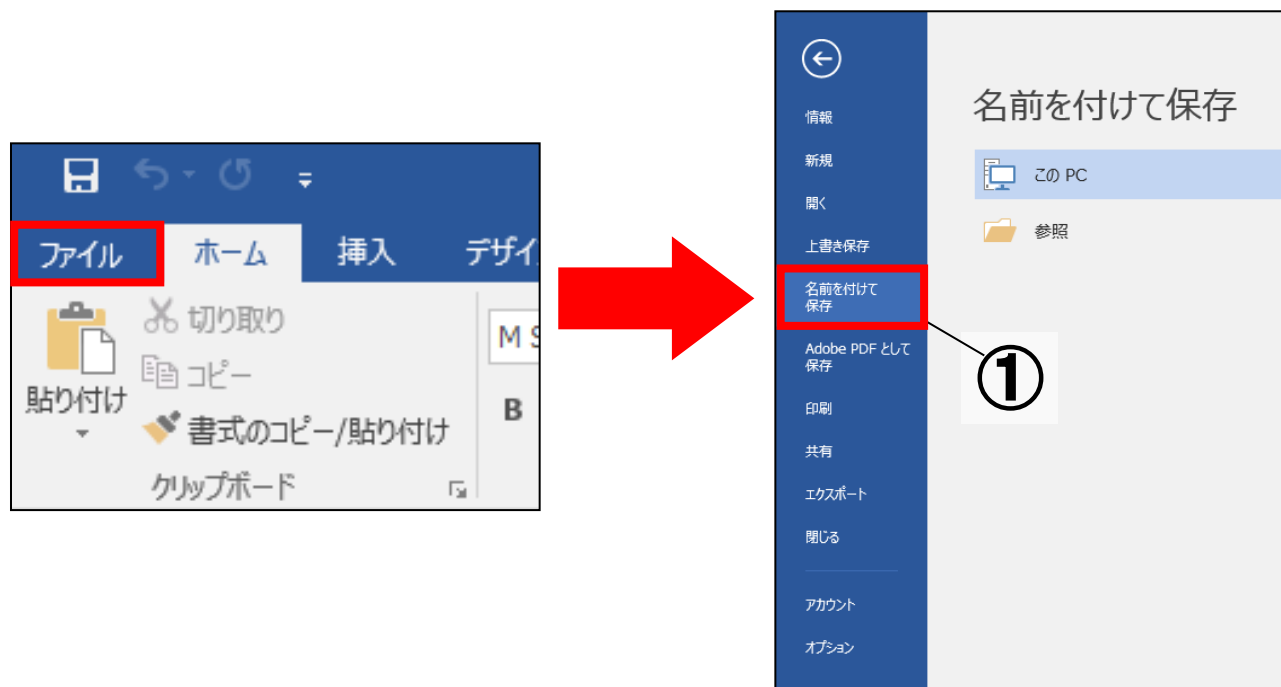 ファイル
ホーム
挿入
デザイ
切り取り
コピー
貼り付け
書式のコピー/貼り付け
クリップボード
M S
B
情報
新規
開く
上書き保存
名前を付けて
保存
Adobe PDF として
保存
印刷
共有
エクスポート
閉じる
アカウント
オプション
名前を付けて保存
この PC
参照
①